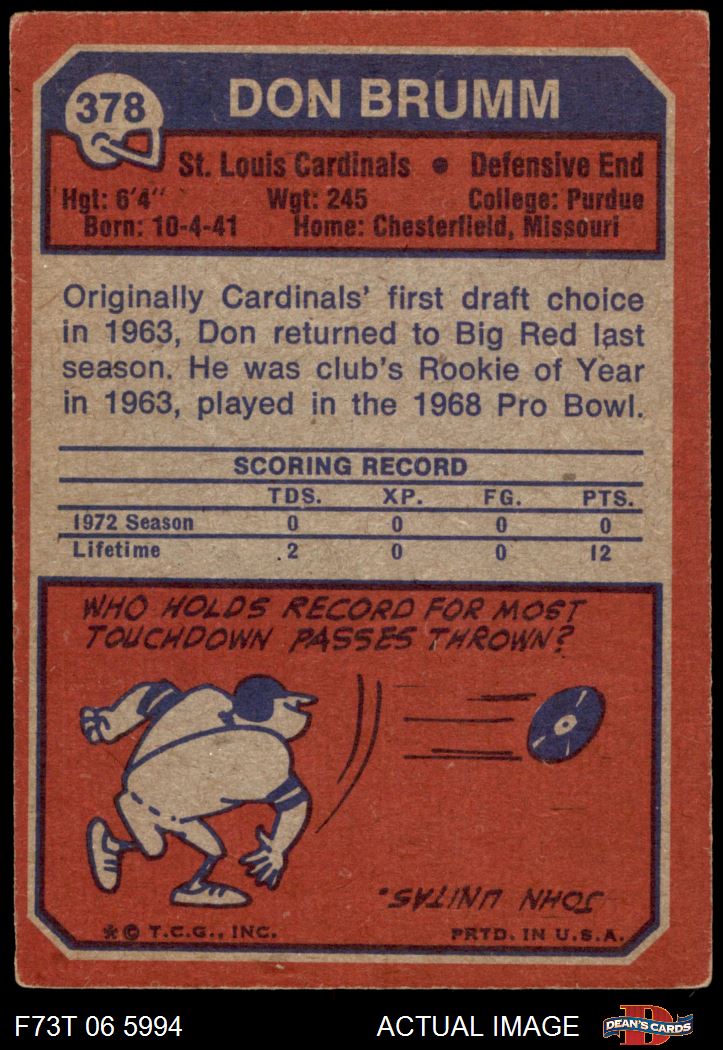 378
DON BRUMM
St. Louis Cardinals • Defensive End
Hgt: 6'4" Wgt: 245 College: Purdue
Born: 10-4-41 Home: Chesterfield, Missouri
Originally Cardinals' first draft choice
in 1963, Don returned to Big Red last
season. He was club's Rookie of Year
in 1963, played in the 1968 Pro Bowl.
SCORING RECORD
TDS. XP. FG. PTS.
1972 Season 0 0 0 0
Lifetime 2 0 0 12
WHO HOLDS RECORD FOR MOST
TOUCHDOWN PASSES THROWN?
JOHN UNITAS.
*© T.C.G., INC. PRTD. IN U.S.A.
F73T 06 5994 ACTUAL IMAGE D DEAN'S CARDS